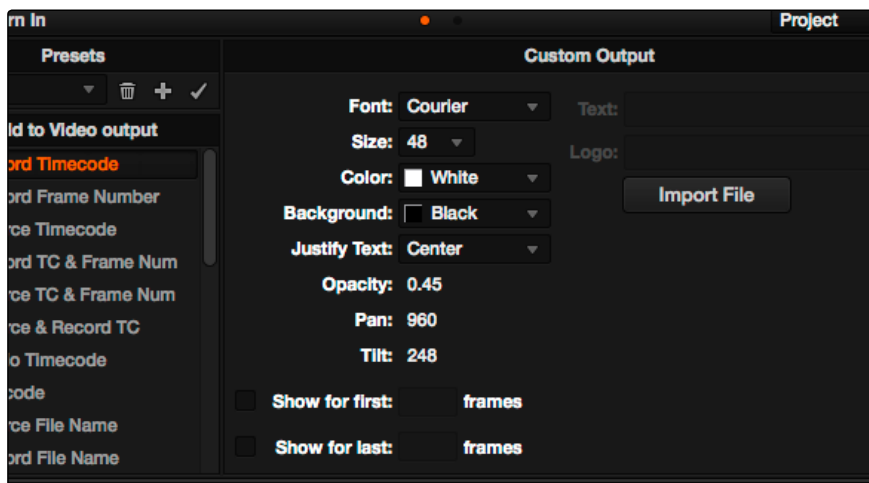 rn In
Project
Presets
Custom Output
ld to Video output
ord Timecode
ord Frame Number
rce Timecode
ord TC & Frame Num
rce TC & Frame Num
rce & Record TC
io Timecode
code
rce File Name
ord File Name
Font: Courier
Size: 48
Color: White
Background: Black
Justify Text: Center
Opacity: 0.45
Pan: 960
Tilt: 248
Show for first: frames
Show for last: frames
Text:
Logo:
Import File